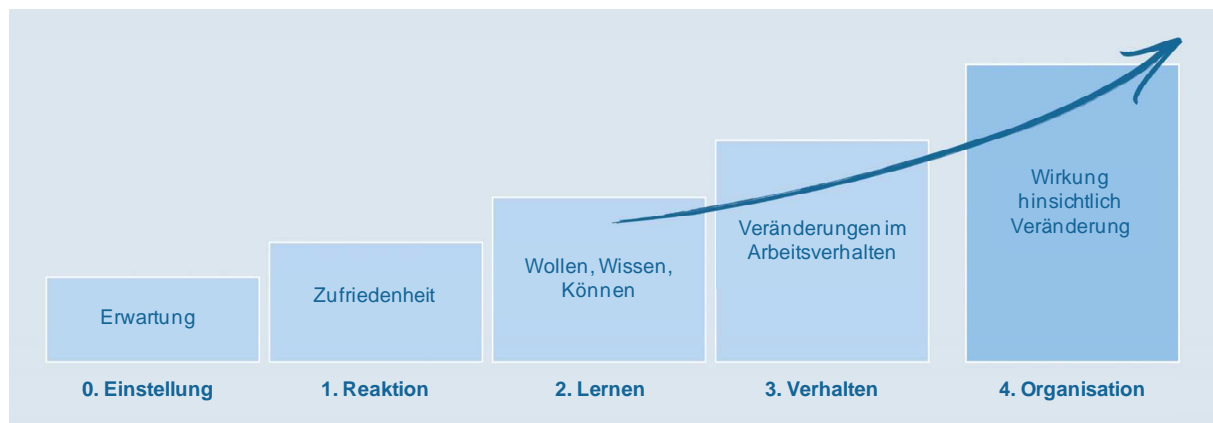 Erwartung
Zufriedenheit
Wollen, Wissen,
Können
Veränderungen im
Arbeitsverhalten
Wirkung
hinsichtlich
Veränderung
0. Einstellung
1. Reaktion
2. Lernen
3. Verhalten
4. Organisation